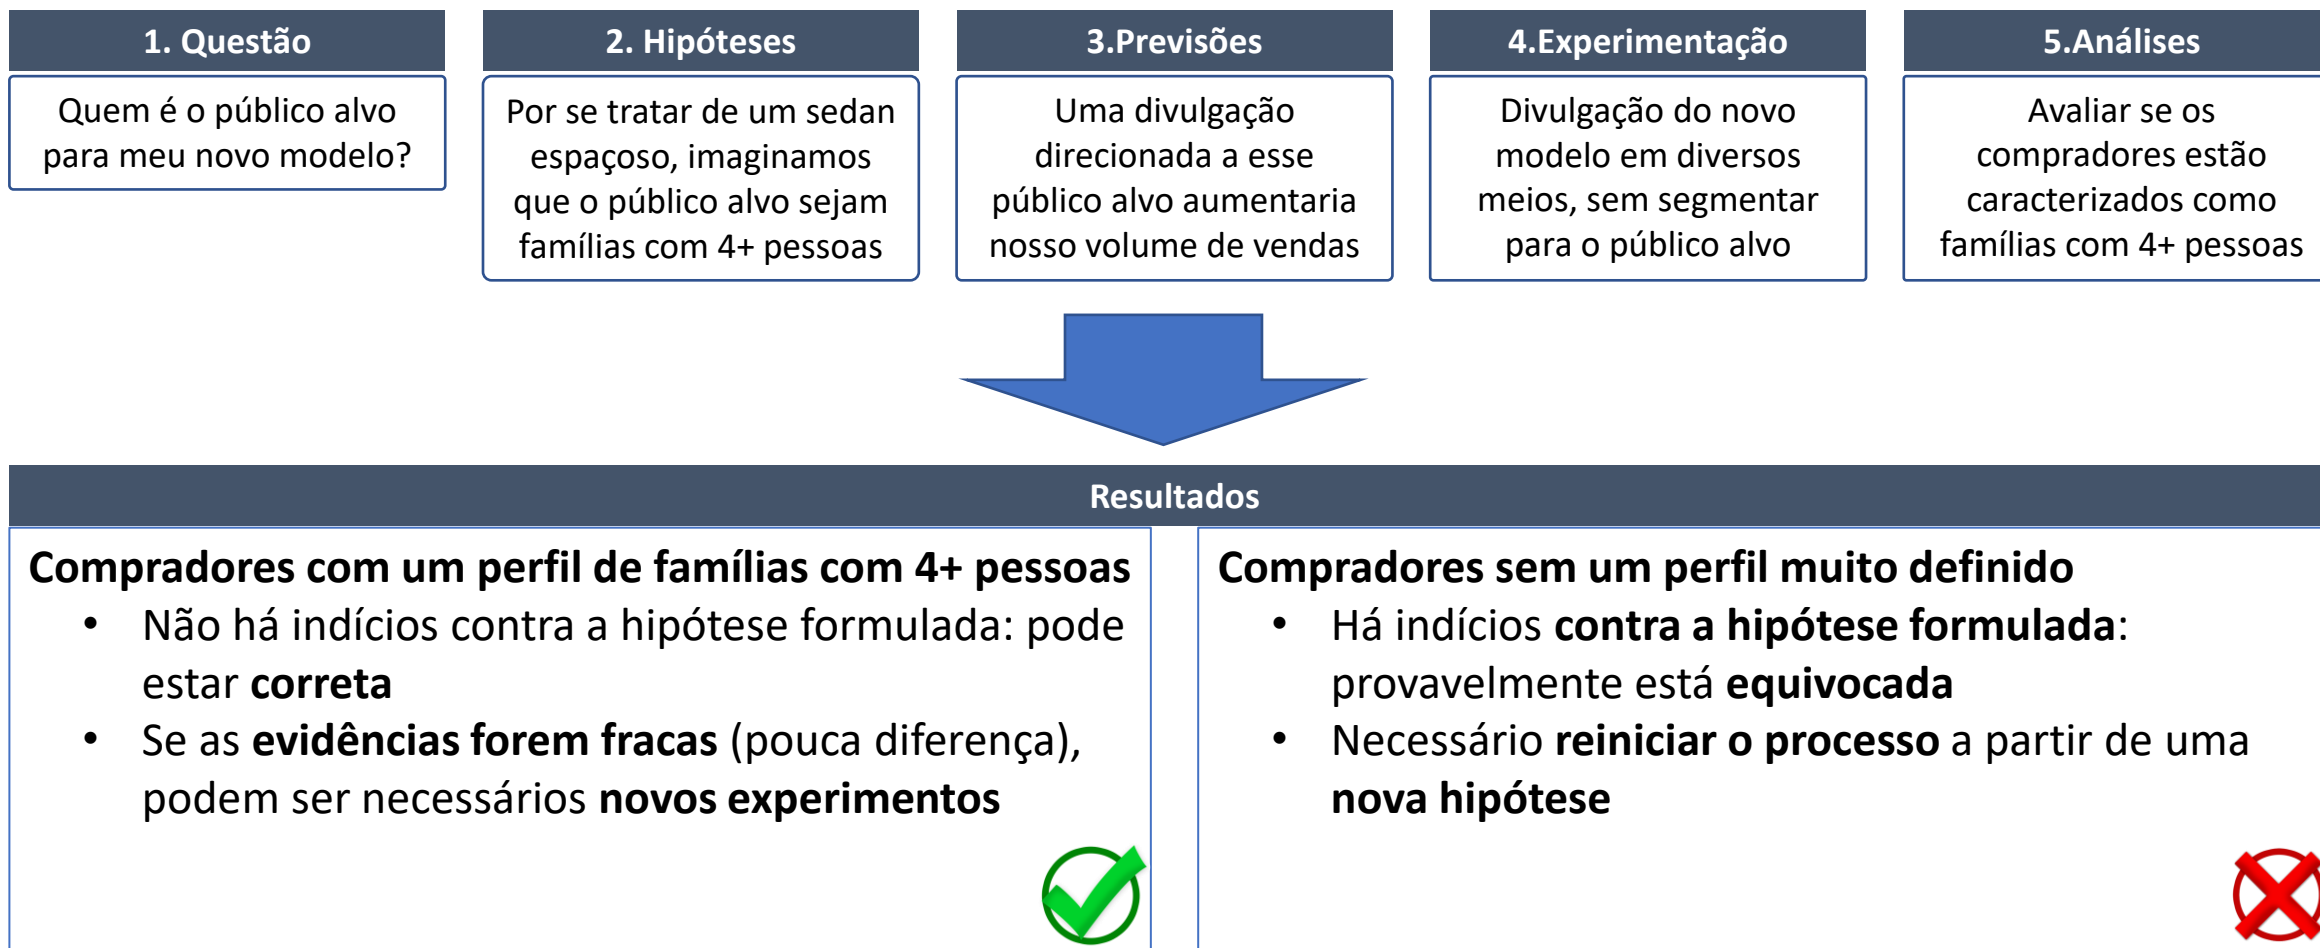 1. Questão
Quem é o público alvo
para meu novo modelo?
2. Hipóteses
Por se tratar de um sedan
espaçoso, imaginamos
que o público alvo sejam
famílias com 4+ pessoas
3.Previsões
Uma divulgação
direcionada a esse
público alvo aumentaria
nosso volume de vendas
4.Experimentação
Divulgação do novo
modelo em diversos
meios, sem segmentar
para o público alvo
5.Análises
Avaliar se os
compradores estão
caracterizados como
famílias com 4+ pessoas
Resultados
Compradores com um perfil de famílias com 4+ pessoas
• Não há indícios contra a hipótese formulada: pode
estar correta
• Se as evidências forem fracas (pouca diferença),
podem ser necessários novos experimentos
Compradores sem um perfil muito definido
• Há indícios contra a hipótese formulada:
provavelmente está equivocada
• Necessário reiniciar o processo a partir de uma
nova hipótese